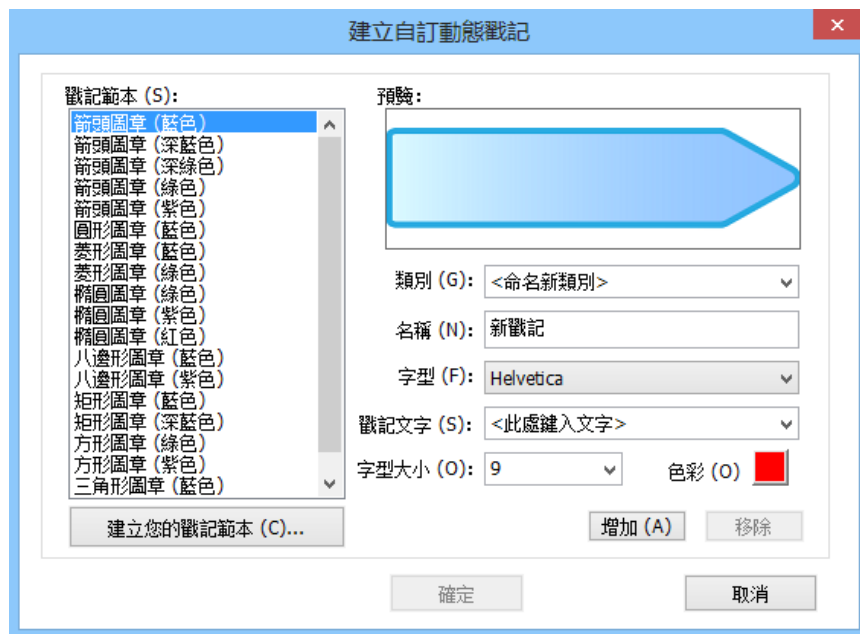 建立自訂動態戳記
戳記範本 (S):
箭頭圖章 (藍色)
箭頭圖章 (深藍色)
箭頭圖章 (深綠色)
箭頭圖章 (綠色)
箭頭圖章 (紫色)
圓形圖章 (藍色)
菱形圖章 (藍色)
菱形圖章 (綠色)
橢圓圖章 (綠色)
橢圓圖章 (紫色)
橢圓圖章 (紅色)
八邊形圖章 (藍色)
八邊形圖章 (紫色)
矩形圖章 (藍色)
矩形圖章 (深藍色)
方形圖章 (綠色)
方形圖章 (紫色)
三角形圖章 (藍色)
建立您的戳記範本 (C)...
預覽:
類別 (G): <命名新類別>
名稱 (N): 新戳記
字型 (F): Helvetica
戳記文字 (S): <此處鍵入文字>
字型大小 (O): 9 色彩 (O)
增加 (A) 移除
確定 取消